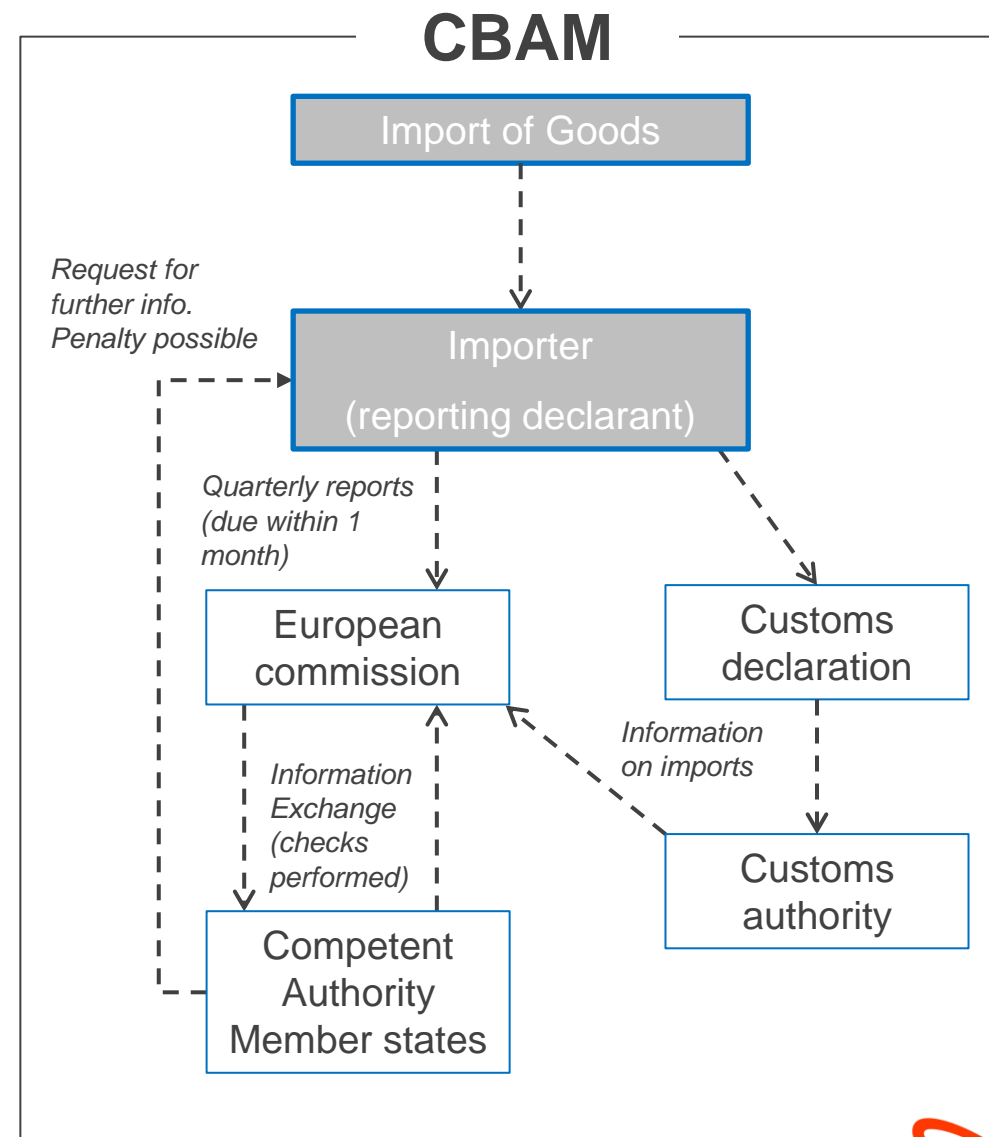 CBAM
Import of Goods
Request for
further info.
Penalty possible
Importer
(reporting declarant)
Quarterly reports
(due within 1
month)
European
commission
Customs
declaration
Information
on imports
Information
Exchange
(checks
performed)
Customs
authority
Competent
Authority
Member states